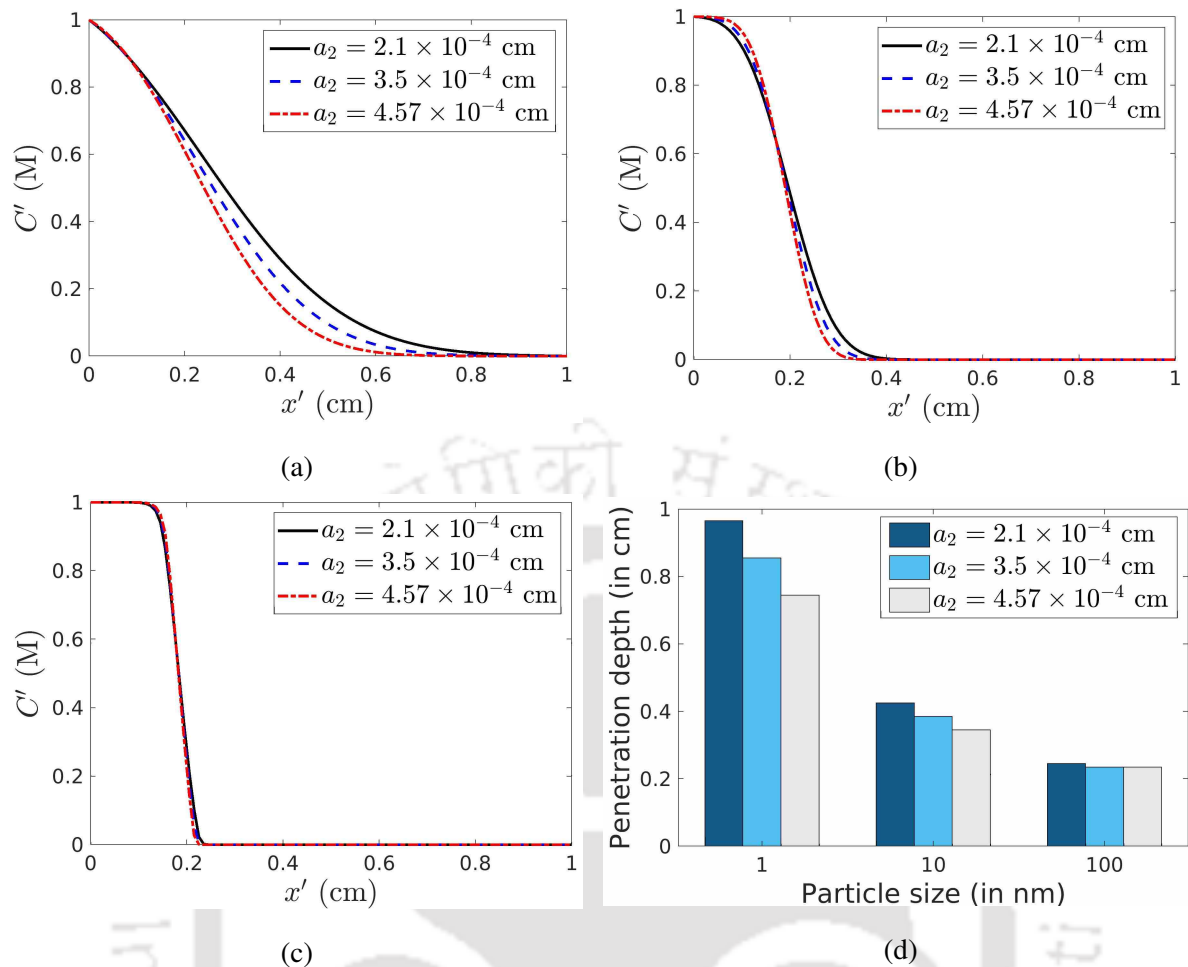 1
0.8
0.6
0.4
0.2
0
C′ (M)
0 0.2 0.4 0.6 0.8 1
x′ (cm)
a₂ = 2.1 × 10⁻⁴ cm
a₂ = 3.5 × 10⁻⁴ cm
a₂ = 4.57 × 10⁻⁴ cm
(a)
1
0.8
0.6
0.4
0.2
0
C′ (M)
0 0.2 0.4 0.6 0.8 1
x′ (cm)
a₂ = 2.1 × 10⁻⁴ cm
a₂ = 3.5 × 10⁻⁴ cm
a₂ = 4.57 × 10⁻⁴ cm
(b)
1
0.8
0.6
0.4
0.2
0
C′ (M)
0 0.2 0.4 0.6 0.8 1
x′ (cm)
a₂ = 2.1 × 10⁻⁴ cm
a₂ = 3.5 × 10⁻⁴ cm
a₂ = 4.57 × 10⁻⁴ cm
(c)
1
0.8
0.6
0.4
0.2
0
Penetration depth (in cm)
1 10 100
Particle size (in nm)
a₂ = 2.1 × 10⁻⁴ cm
a₂ = 3.5 × 10⁻⁴ cm
a₂ = 4.57 × 10⁻⁴ cm
(d)